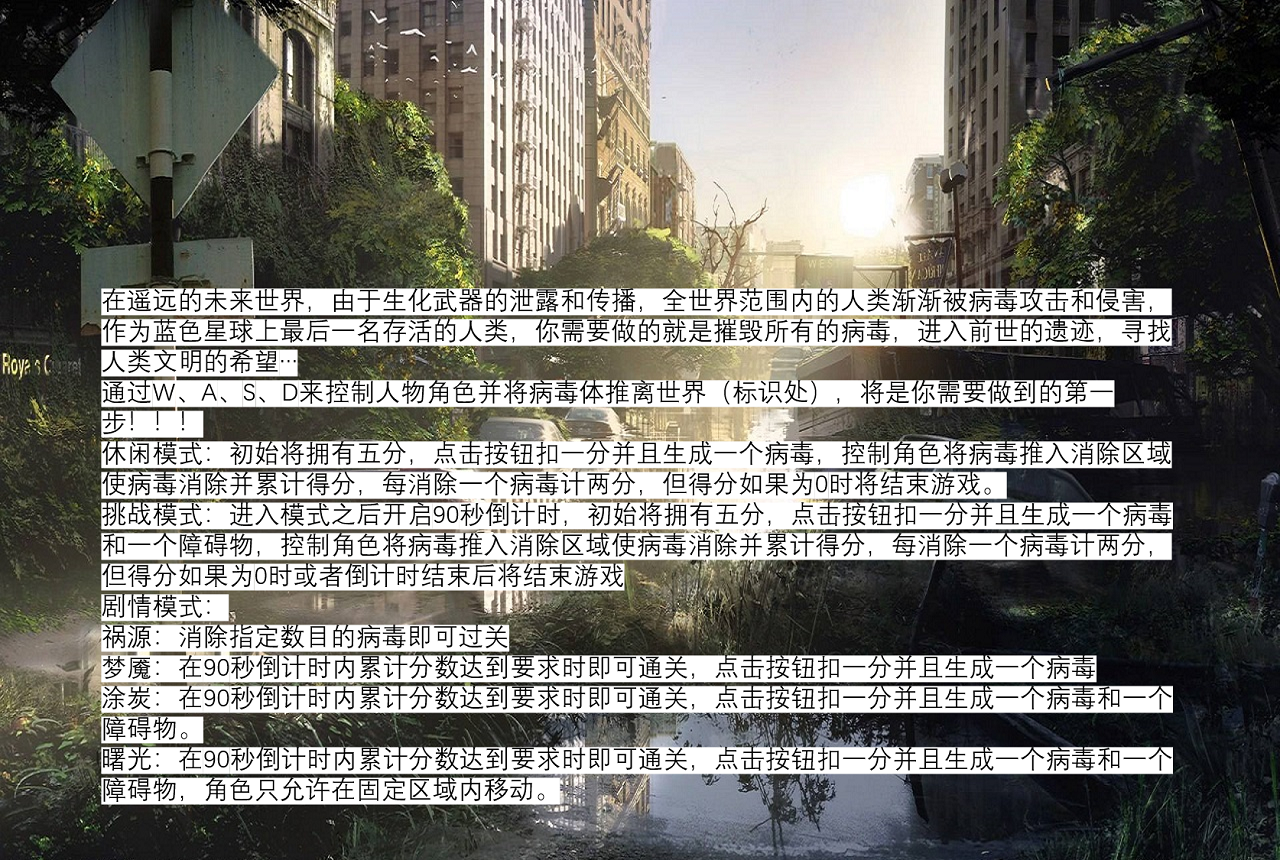 在遥远的未来世界，由于生化武器的泄露和传播，全世界范围内的人类渐渐被病毒攻击和侵害，
作为蓝色星球上最后一名存活的人类，你需要做的就是摧毁所有的病毒，进入前世的遗迹，寻找
人类文明的希望…
通过W、A、S、D来控制人物角色并将病毒体推离世界（标识处），将是你需要做到的第一
步！！！
休闲模式：初始将拥有五分，点击按钮扣一分并且生成一个病毒，控制角色将病毒推入消除区域
使病毒消除并累计得分，每消除一个病毒计两分，但得分如果为0时将结束游戏。
挑战模式：进入模式之后开启90秒倒计时，初始将拥有五分，点击按钮扣一分并且生成一个病毒
和一个障碍物，控制角色将病毒推入消除区域使病毒消除并累计得分，每消除一个病毒计两分，
但得分如果为0时或者倒计时结束后将结束游戏
剧情模式：
祸源：消除指定数目的病毒即可过关
梦魇：在90秒倒计时内累计分数达到要求时即可通关，点击按钮扣一分并且生成一个病毒
涂炭：在90秒倒计时内累计分数达到要求时即可通关，点击按钮扣一分并且生成一个病毒和一个
障碍物。
曙光：在90秒倒计时内累计分数达到要求时即可通关，点击按钮扣一分并且生成一个病毒和一个
障碍物，角色只允许在固定区域内移动。